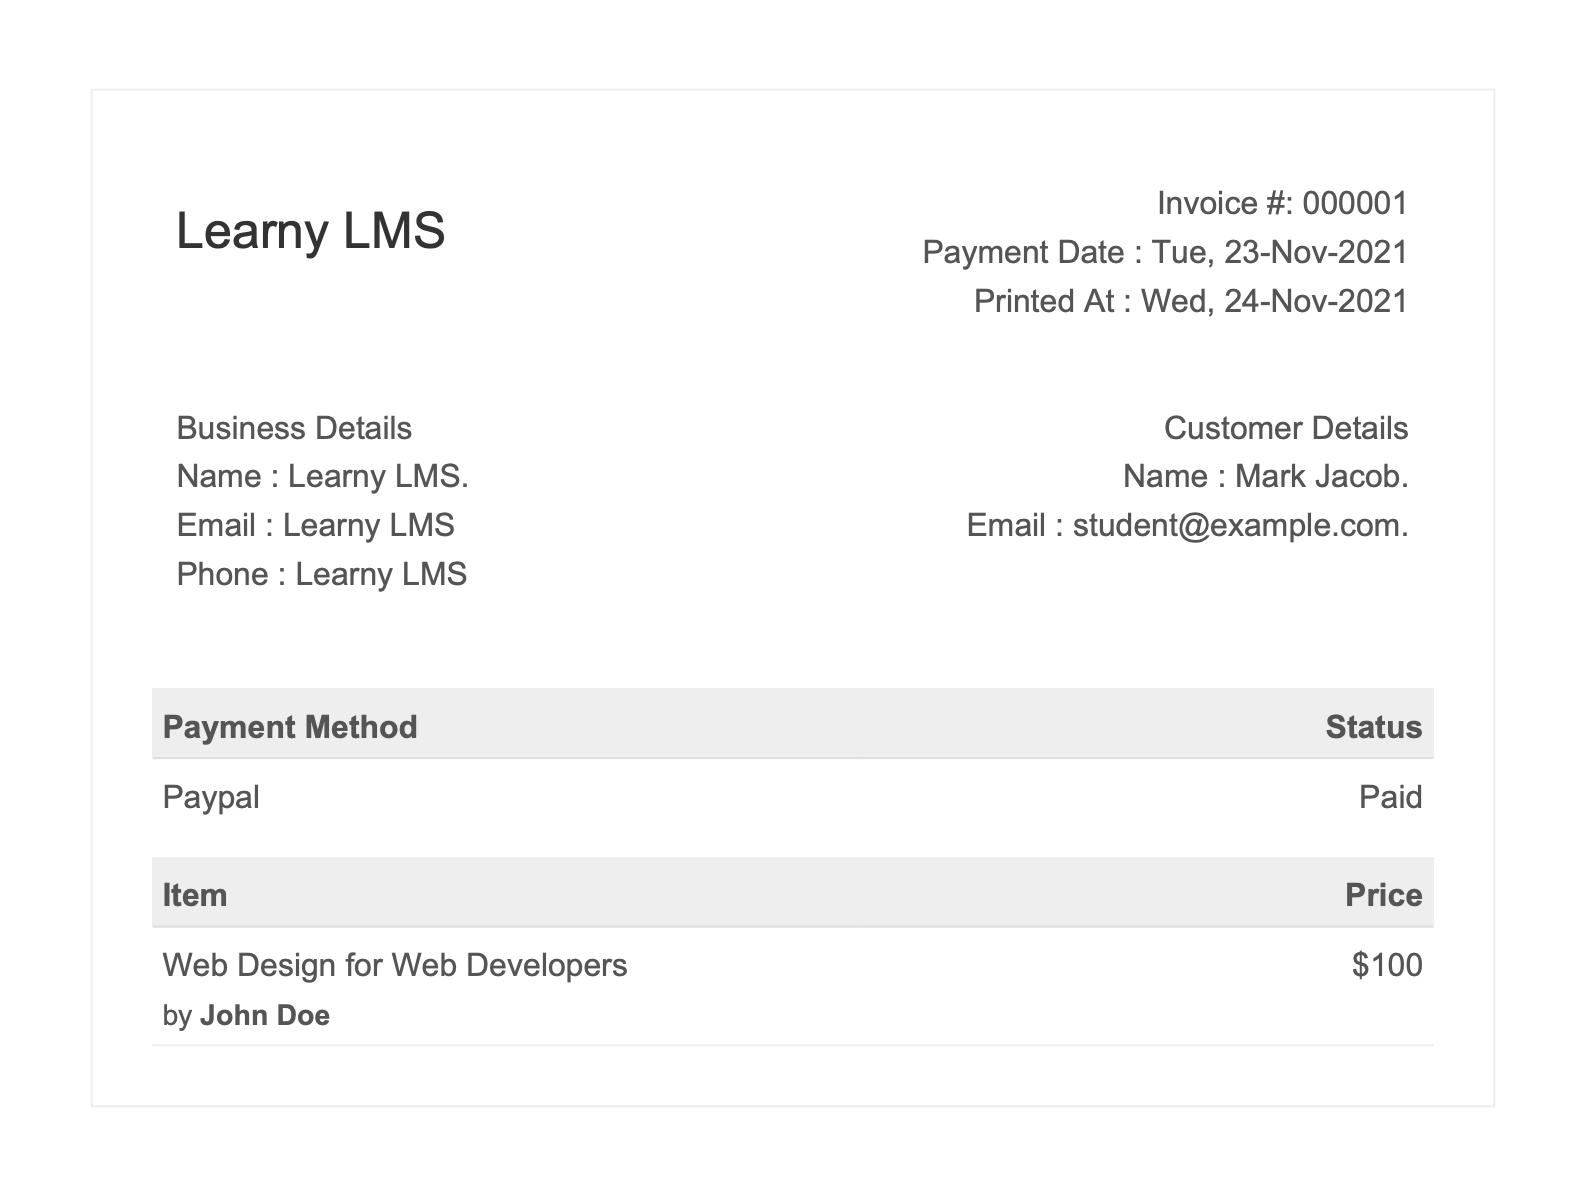 Learny LMS
Invoice #: 000001
Payment Date : Tue, 23-Nov-2021
Printed At : Wed, 24-Nov-2021
Business Details
Name : Learny LMS.
Email : Learny LMS
Phone : Learny LMS
Customer Details
Name : Mark Jacob.
Email : student@example.com.
Payment Method Status
Paypal Paid
Item Price
Web Design for Web Developers $100
by John Doe